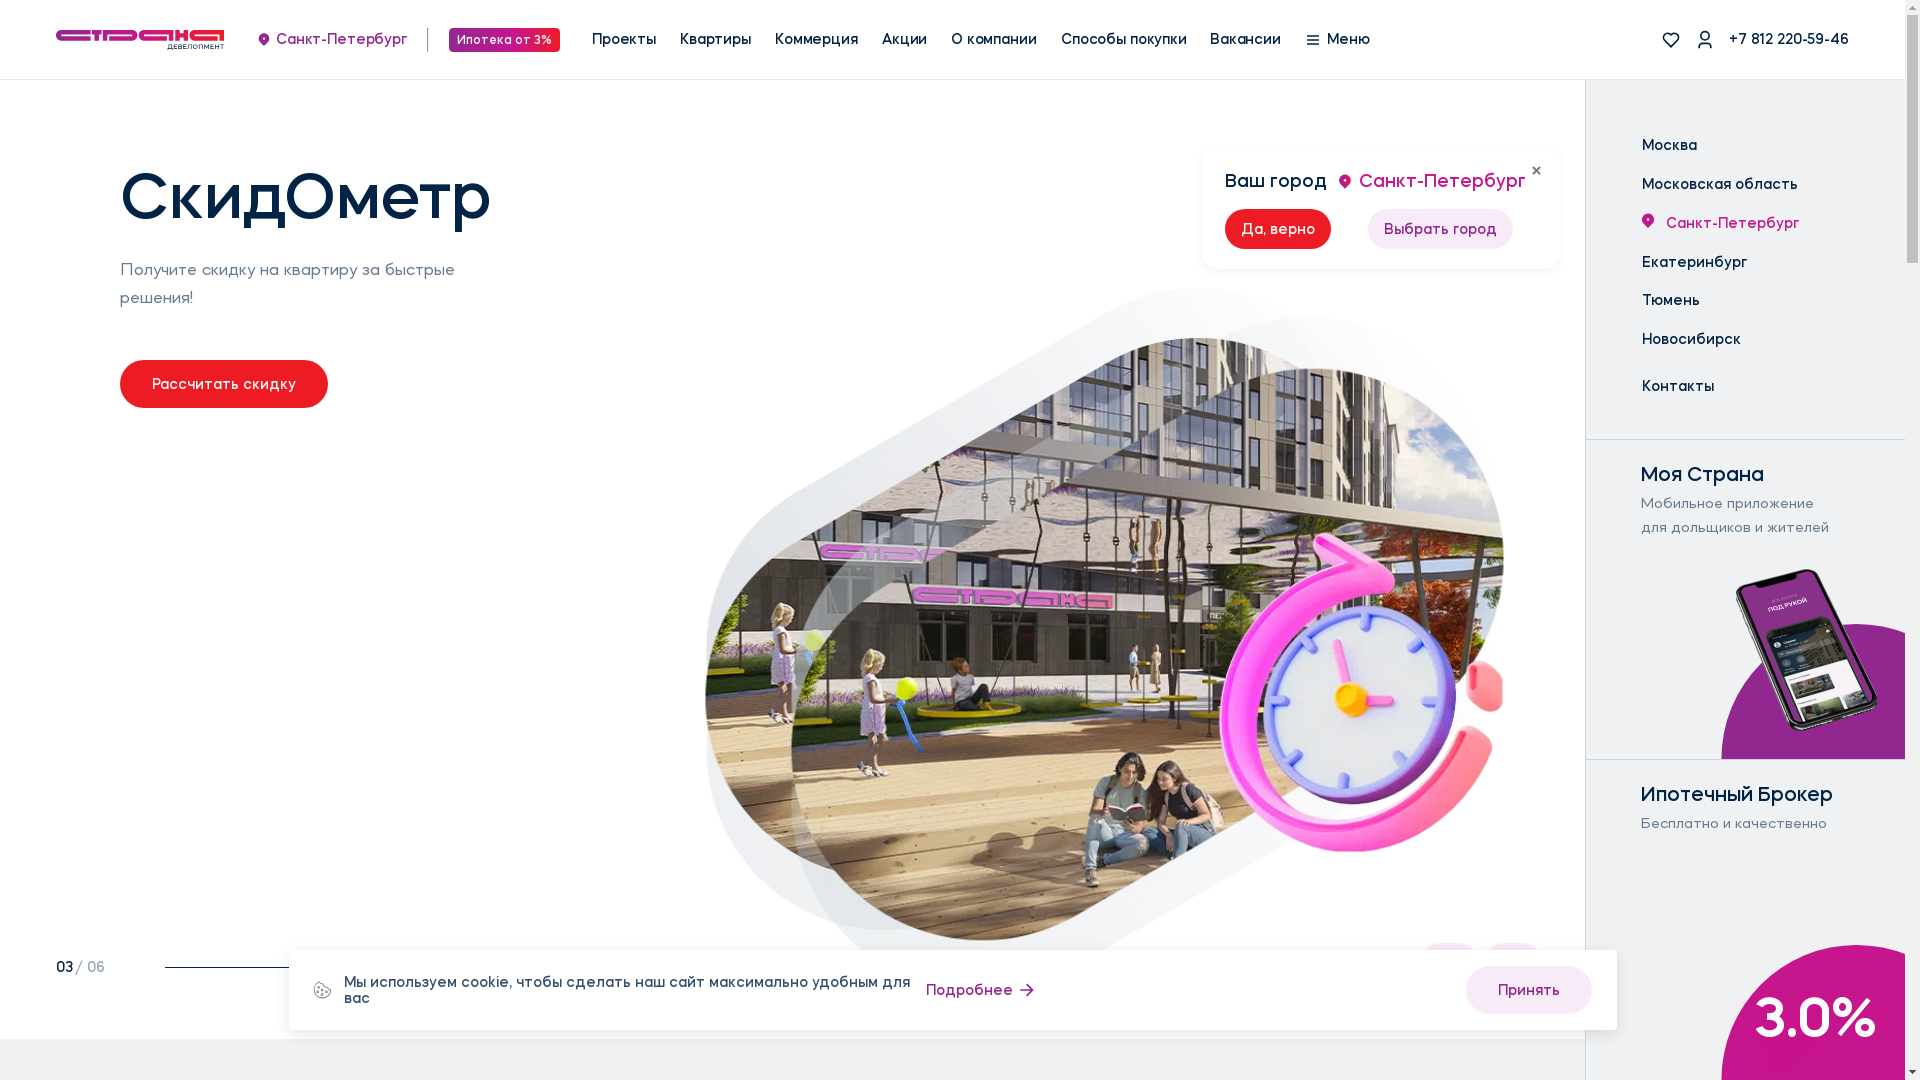 СТРАНА
ДЕВЕЛОПМЕНТ
Санкт-Петербург
Ипотека от 3%
Проекты
Квартиры
Коммерция
Акции
О компании
Способы покупки
Вакансии
Меню
+7 812 220-59-46
СкидОметр
Получите скидку на квартиру за быстрые
решения!
Рассчитать скидку
Ваш город
Санкт-Петербург
Да, верно
Выбрать город
СТРАНА
СТРАНА
03 / 06
Москва
Московская область
Санкт-Петербург
Екатеринбург
Тюмень
Новосибирск
Контакты
Моя Страна
Мобильное приложение
для дольщиков и жителей
ПОД РУКОЙ
Ипотечный Брокер
Бесплатно и качественно
3.0%
Мы используем cookie, чтобы сделать наш сайт максимально удобным для
вас
Подробнее
Принять